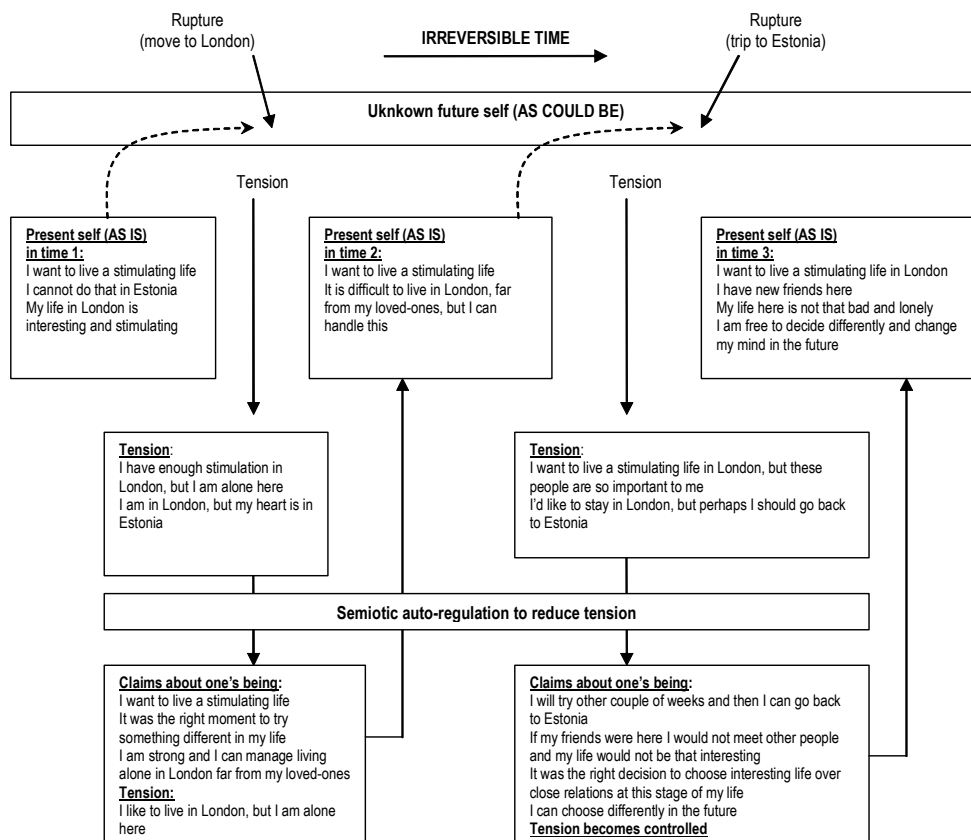 Rupture
(move to London)
IRREVERSIBLE TIME
Rupture
(trip to Estonia)
Uknkown future self (AS COULD BE)
Tension
Tension
Present self (AS IS)
in time 1:
I want to live a stimulating life
I cannot do that in Estonia
My life in London is
interesting and stimulating
Present self (AS IS)
in time 2:
I want to live a stimulating life
It is difficult to live in London, far
from my loved-ones, but I can
handle this
Present self (AS IS)
in time 3:
I want to live a stimulating life in London
I have new friends here
My life here is not that bad and lonely
I am free to decide differently and change
my mind in the future
Tension:
I have enough stimulation in
London, but I am alone here
I am in London, but my heart is in
Estonia
Tension:
I want to live a stimulating life in London, but these
people are so important to me
I'd like to stay in London, but perhaps I should go back
to Estonia
Semiotic auto-regulation to reduce tension
Claims about one's being:
I want to live a stimulating life
It was the right moment to try
something different in my life
I am strong and I can manage living
alone in London far from my loved-ones
Tension:
I like to live in London, but I am alone
here
Claims about one's being:
I will try other couple of weeks and then I can go back
to Estonia
If my friends were here I would not meet other people
and my life would not be that interesting
It was the right decision to choose interesting life over
close relations at this stage of my life
I can choose differently in the future
Tension becomes controlled